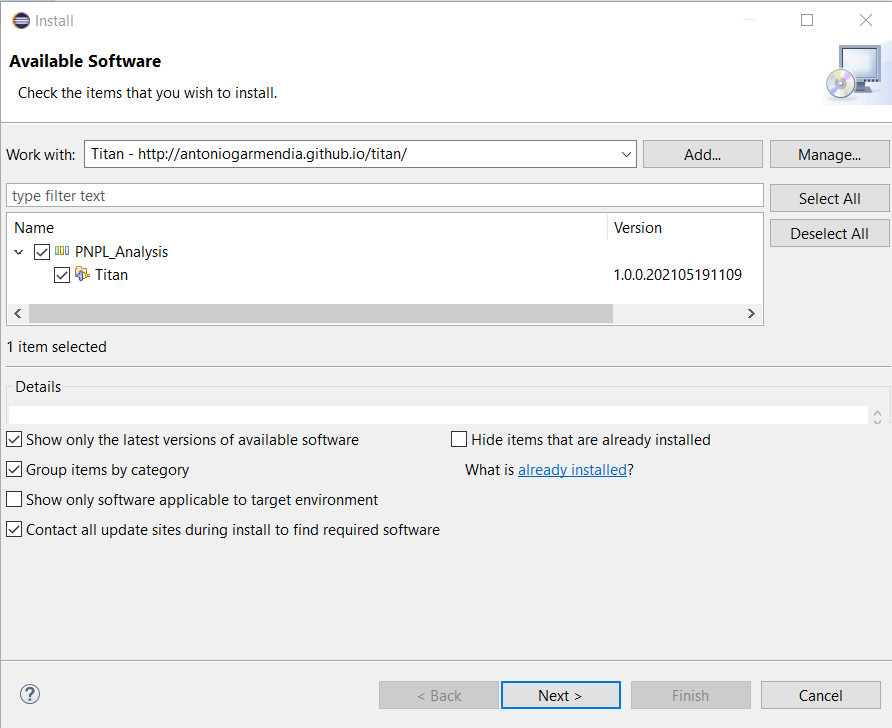 Install
Available Software
Check the items that you wish to install.
Work with: Titan - http://antoniogarmendia.github.io/titan/ Add... Manage...
type filter text Select All
Name Version Deselect All
PNPL_Analysis
Titan 1.0.0.202105191109
1 item selected
Details
Show only the latest versions of available software Hide items that are already installed
Group items by category What is already installed?
Show only software applicable to target environment
Contact all update sites during install to find required software
? < Back Next > Finish Cancel